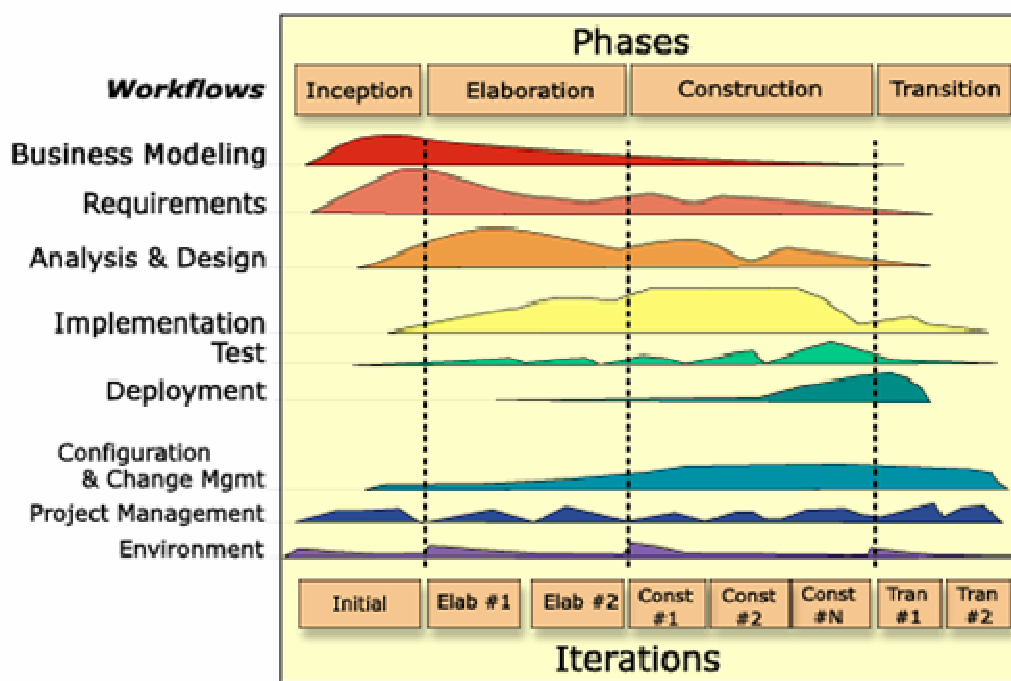 Phases
Workflows
Inception
Elaboration
Construction
Transition
Business Modeling
Requirements
Analysis & Design
Implementation
Test
Deployment
Configuration
& Change Mgmt
Project Management
Environment
Initial
Elab #1
Elab #2
Const
#1
Const
#2
Const
#N
Tran
#1
Tran
#2
Iterations